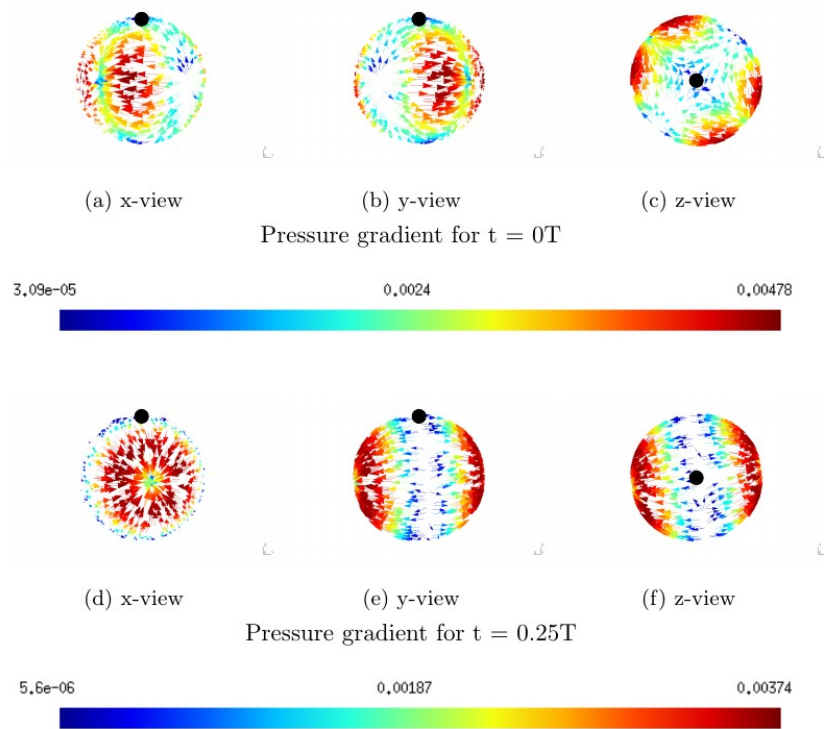 (a) x-view (b) y-view (c) z-view
Pressure gradient for t = 0T
3.09e-05 0.0024 0.00478
(d) x-view (e) y-view (f) z-view
Pressure gradient for t = 0.25T
5.6e-06 0.00187 0.00374